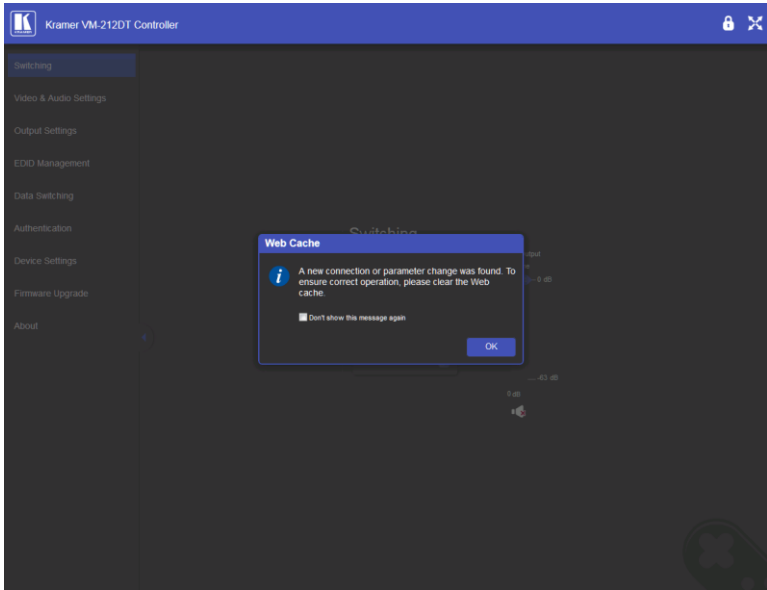 KRAMER
Kramer VM-212DT Controller
Switching
Video & Audio Settings
Output Settings
EDID Management
Data Switching
Authentication
Device Settings
Firmware Upgrade
About
Switching
Web Cache
A new connection or parameter change was found. To
ensure correct operation, please clear the Web
cache.
Don't show this message again
OK
0 dB
-83 dB
0 dB